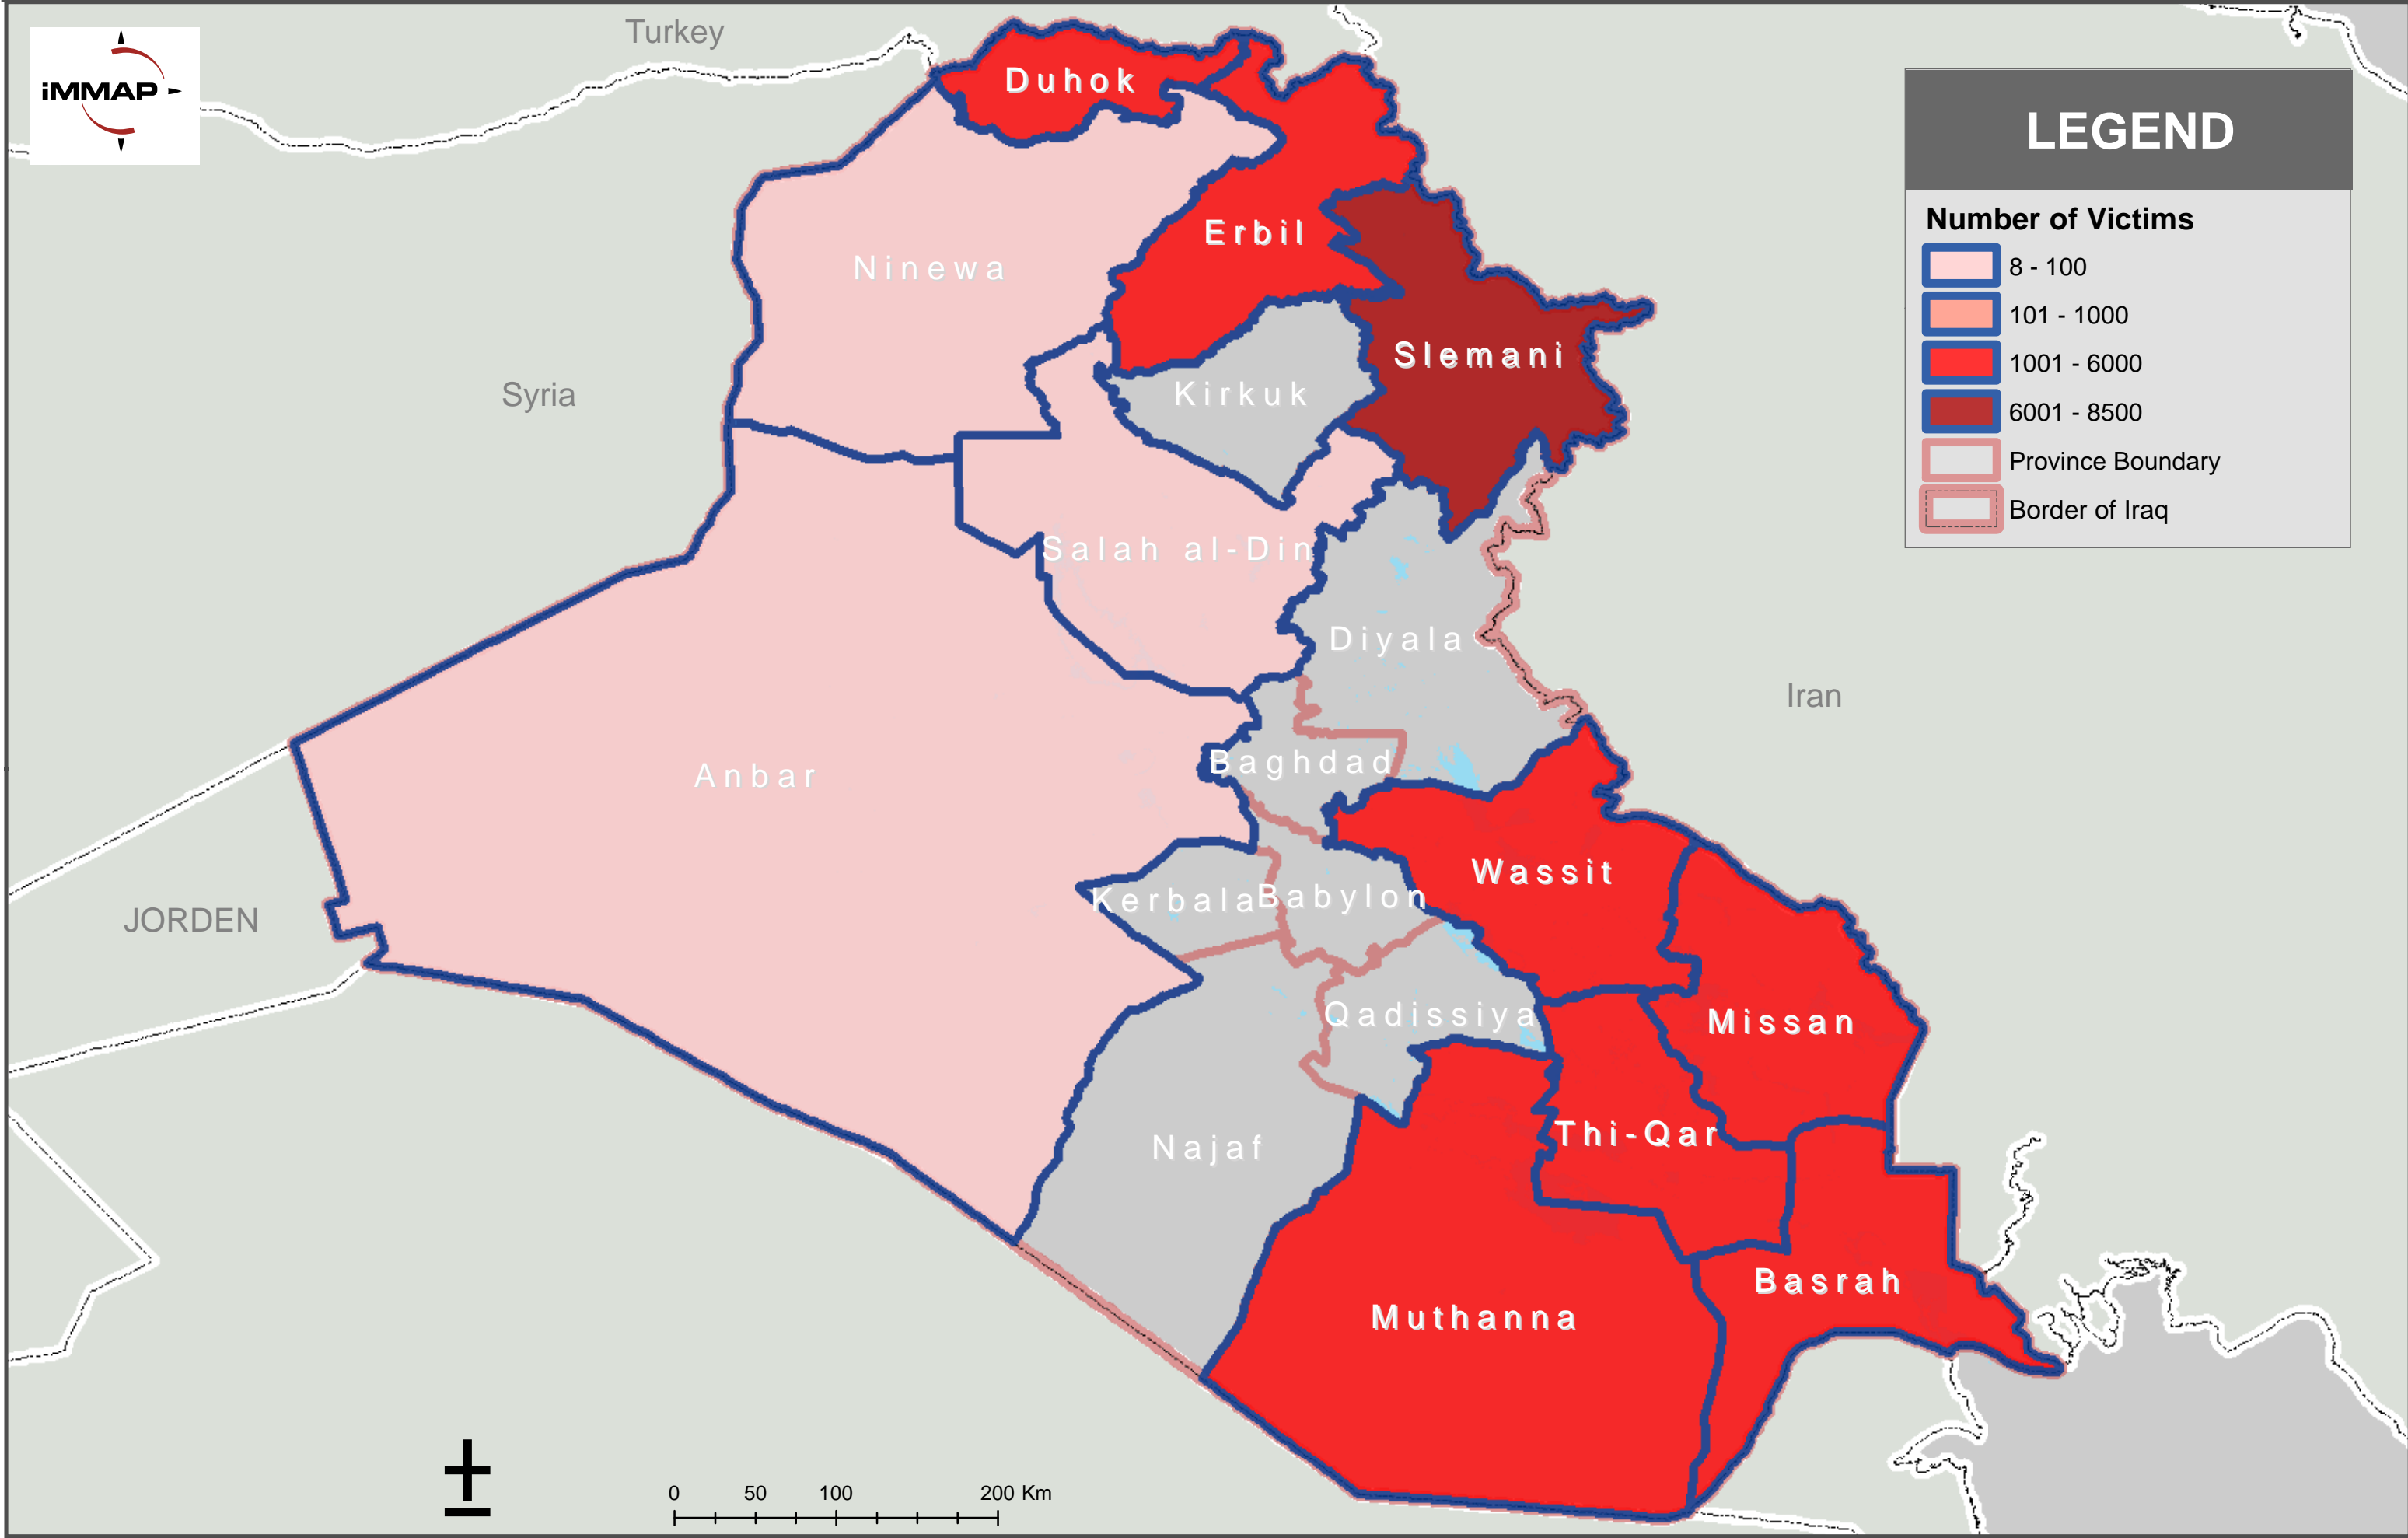 Turkey
iMMAP
Duhok
LEGEND
Number of Victims
8 - 100
101 - 1000
1001 - 6000
6001 - 8500
Province Boundary
Border of Iraq
Erbil
Ninewa
Slemani
Syria
Kirkuk
Salah al-Din
Diyala
Iran
Baghdad
Anbar
Wassit
Kerbala
Babylon
JORDEN
Qadissiya
Missan
Thi-Qar
Najaf
Basrah
Muthanna
0 50 100 200 Km